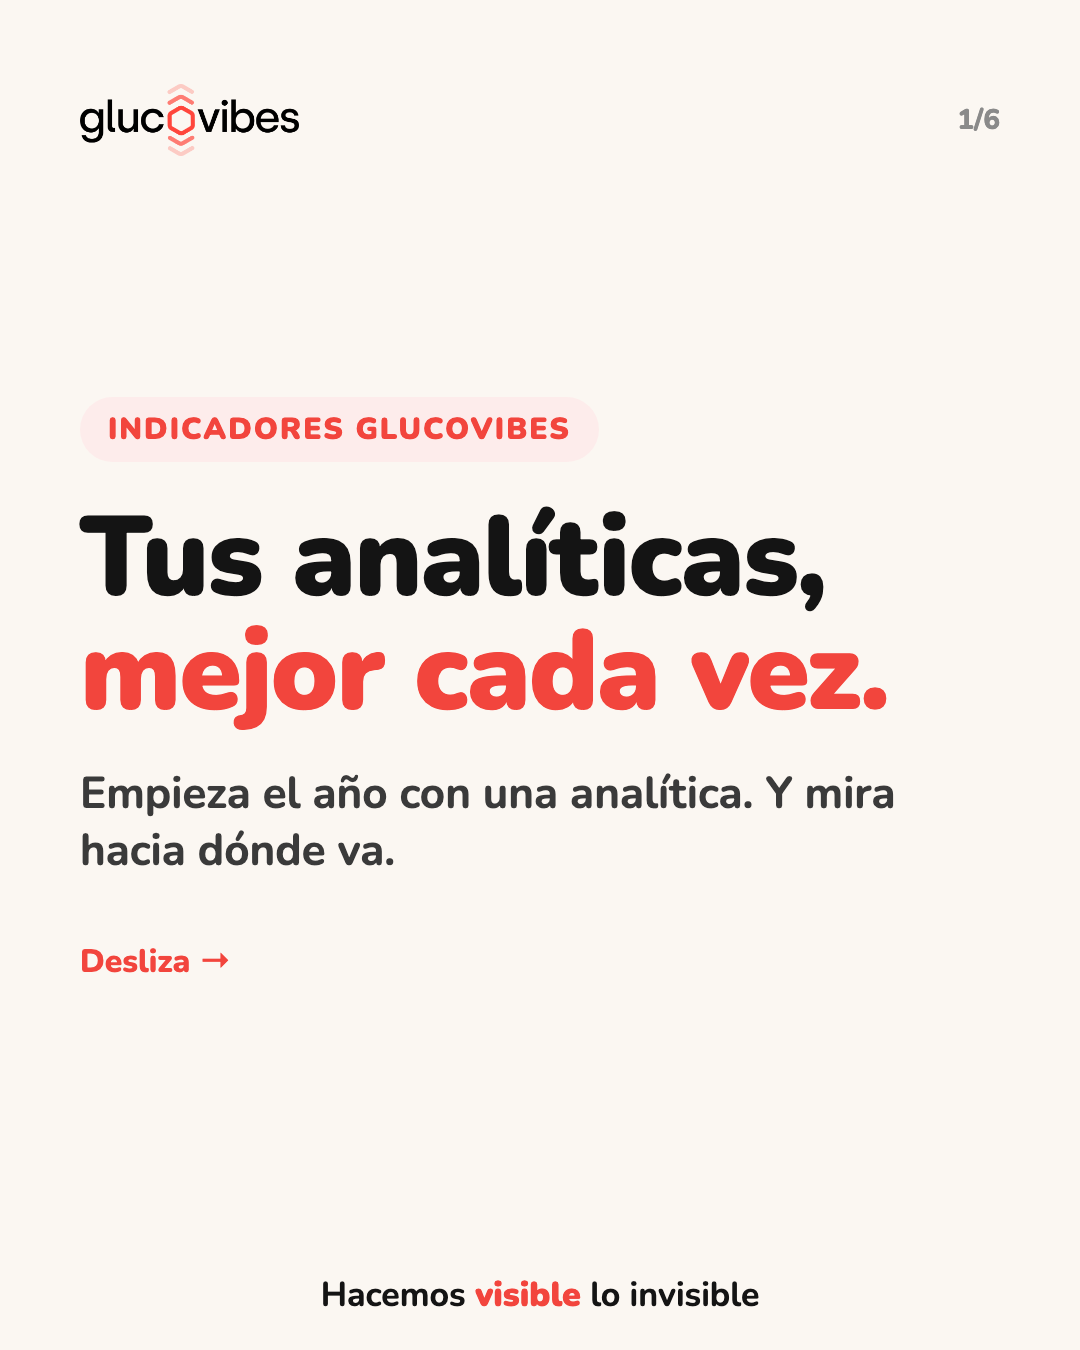 glucovibes
1/6
INDICADORES GLUCOVIBES
Tus analíticas,
mejor cada vez.
Empieza el año con una analítica. Y mira
hacia dónde va.
Desliza →
Hacemos visible lo invisible